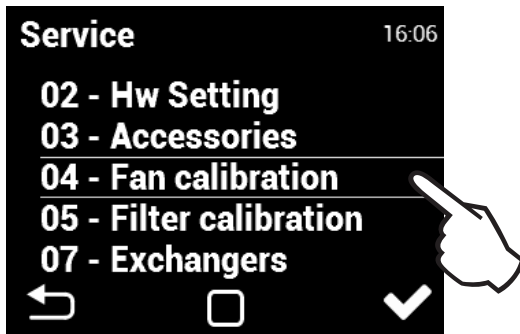 Service
16:06
02 - Hw Setting
03 - Accessories
04 - Fan calibration
05 - Filter calibration
07 - Exchangers